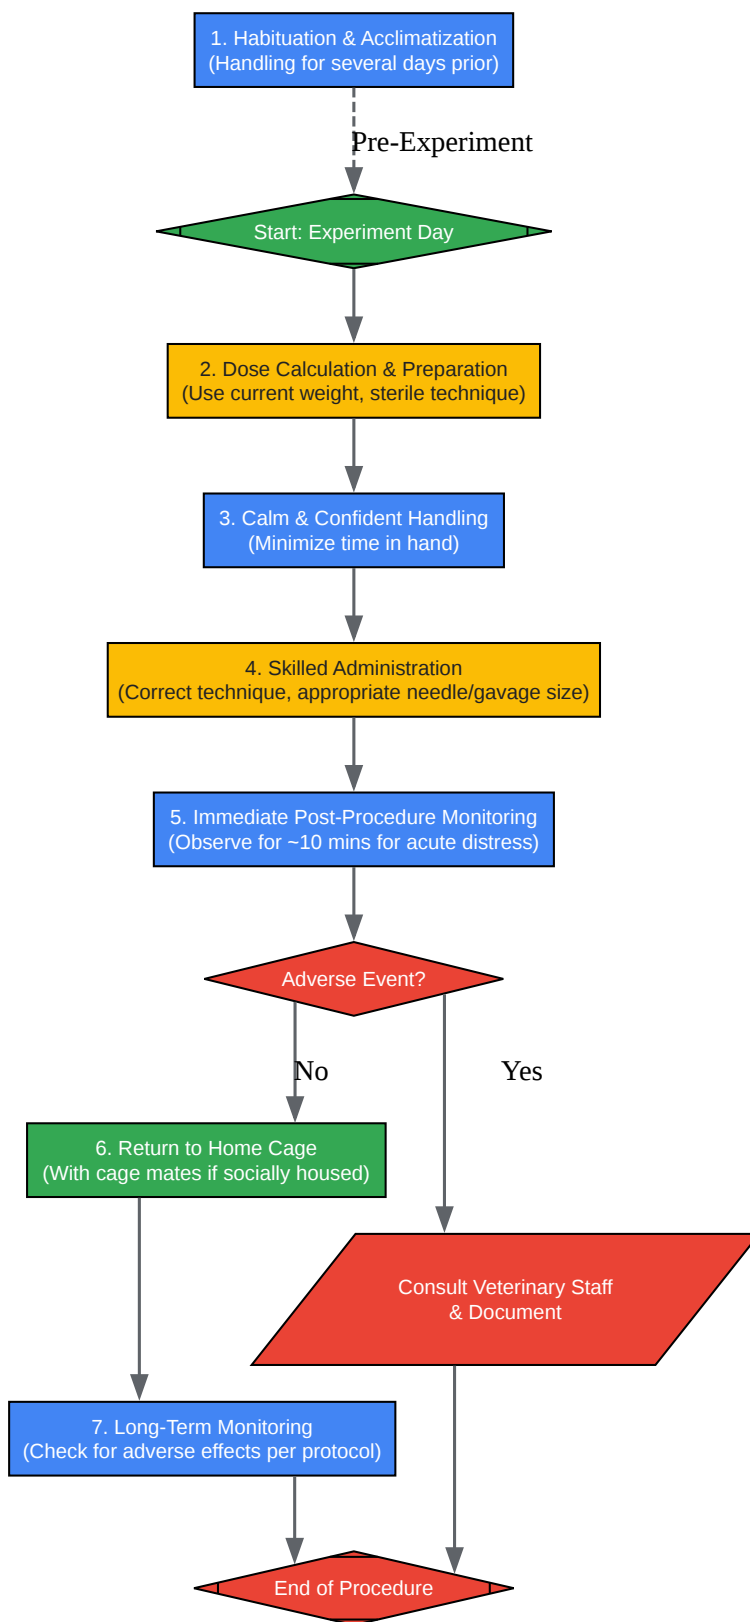 1. Habituation & Acclimatization
(Handling for several days prior)
Pre-Experiment
Start: Experiment Day
2. Dose Calculation & Preparation
(Use current weight, sterile technique)
3. Calm & Confident Handling
(Minimize time in hand)
4. Skilled Administration
(Correct technique, appropriate needle/gavage size)
5. Immediate Post-Procedure Monitoring
(Observe for ~10 mins for acute distress)
Adverse Event?
No
Yes
6. Return to Home Cage
(With cage mates if socially housed)
Consult Veterinary Staff
& Document
7. Long-Term Monitoring
(Check for adverse effects per protocol)
End of Procedure